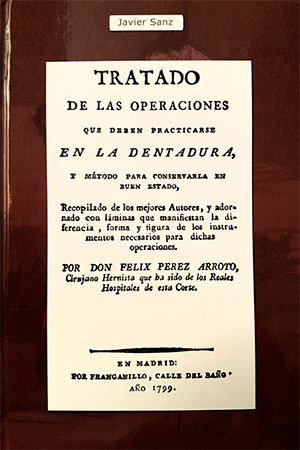 Javier Sanz
TRATADO
DE LAS OPERACIONES
QUE DEBEN PRACTICARSE
EN LA DENTADURA,
Y MÉTODO PARA CONSERVARLA EN
BUEN ESTADO,
Recopilado de los mejores Autores, y ador-
nado con láminas que manifiestan la di-
ferencia, forma y figura de los instru-
mentos necesarios para dichas
operaciones.
POR DON FELIX PEREZ ARROYO,
Cirujano Hernista que ha sido de los Reales
Hospitales de esta Corte.
EN MADRID:
POR FRANGANILLO, CALLE DEL BAÑO
AÑO 1799.